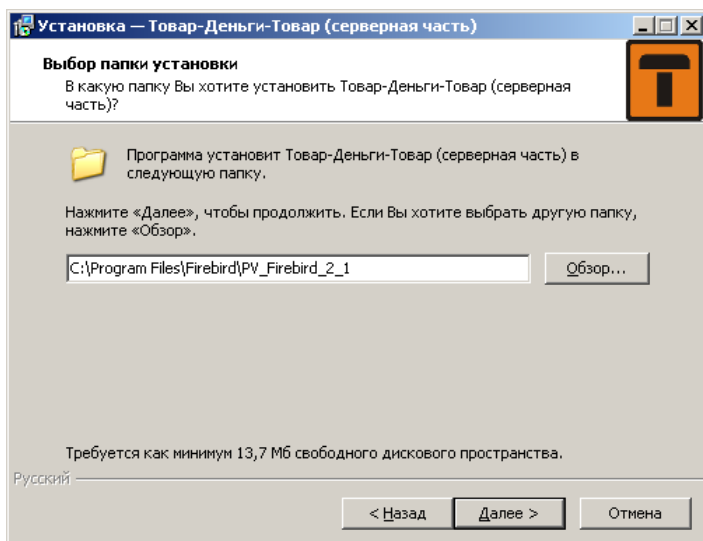 Установка — Товар-Деньги-Товар (серверная часть)
Выбор папки установки
В какую папку Вы хотите установить Товар-Деньги-Товар (серверная
часть)?
Программа установит Товар-Деньги-Товар (серверная часть) в
следующую папку.
Нажмите «Далее», чтобы продолжить. Если Вы хотите выбрать другую папку,
нажмите «Обзор».
C:\Program Files\Firebird\PV_Firebird_2_1
Обзор...
Требуется как минимум 13,7 Мб свободного дискового пространства.
Русский
< Назад
Далее >
Отмена